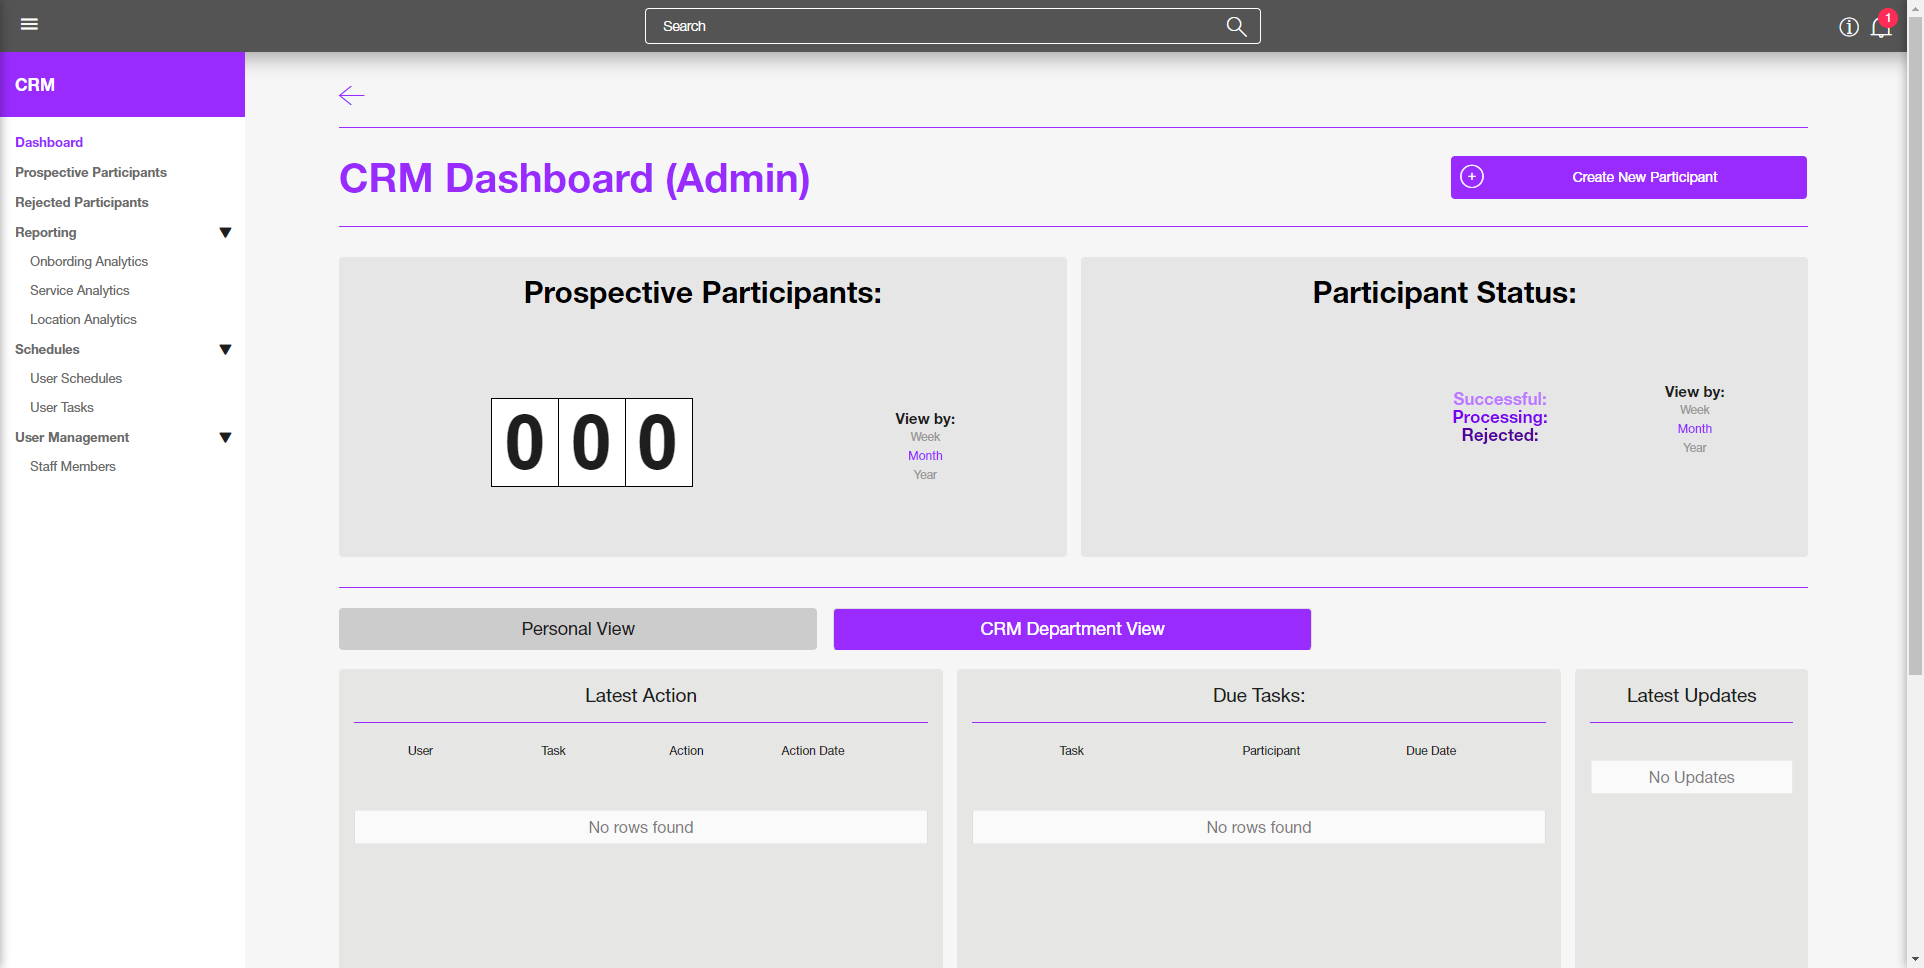 Search
1
CRM
Dashboard
Prospective Participants
Rejected Participants
Reporting
Onbording Analytics
Service Analytics
Location Analytics
Schedules
User Schedules
User Tasks
User Management
Staff Members
CRM Dashboard (Admin)
Create New Participant
Prospective Participants:
000
View by:
Week
Month
Year
Participant Status:
Successful:
Processing:
Rejected:
View by:
Week
Month
Year
Personal View
CRM Department View
Latest Action
User Task Action Action Date
No rows found
Due Tasks:
Task Participant Due Date
No rows found
Latest Updates
No Updates